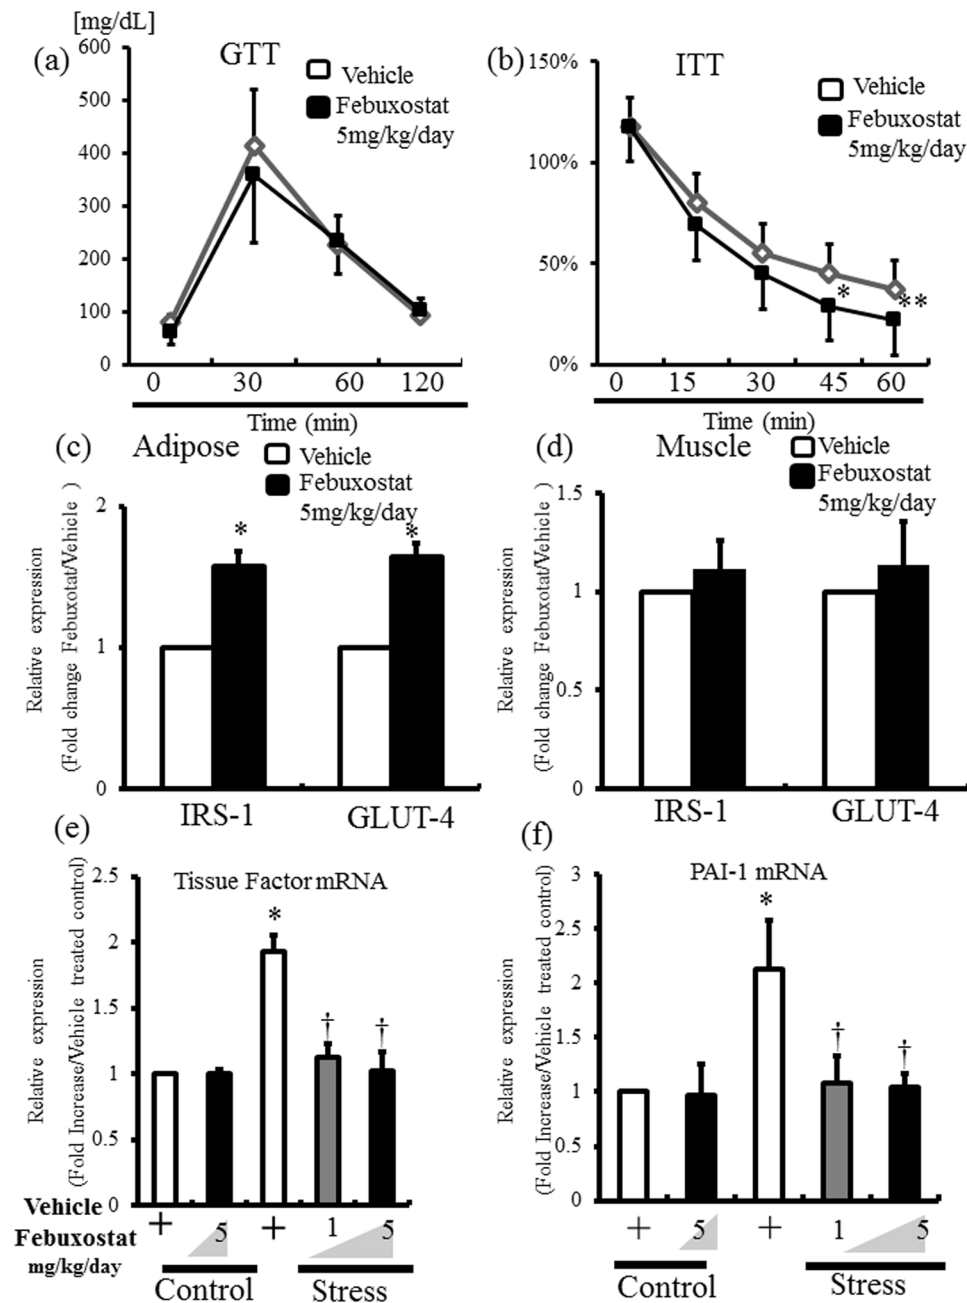 [mg/dL]
(a)
GTT
Vehicle
Febuxostat
5mg/kg/day
600
500
400
300
200
100
0
0 30 60 120
Time (min)
(b)
ITT
Vehicle
Febuxostat
5mg/kg/day
150%
100%
50%
0%
*
**
0 15 30 45 60
Time (min)
(c)
Adipose
Vehicle
Febuxostat
5mg/kg/day
Relative expression
(Fold change Febuxotat/Vehicle )
2
1
0
*
*
IRS-1 GLUT-4
(d)
Muscle
Vehicle
Febuxostat
5mg/kg/day
Relative expression
(Fold change Febuxotat/Vehicle )
1.5
1
0.5
0
IRS-1 GLUT-4
(e)
Tissue Factor mRNA
Relative expression
(Fold Increase/Vehicle treated control)
2.5
2
1.5
1
0.5
0
*
†
†
Vehicle + +
Febuxostat 5 1 5
mg/kg/day
Control Stress
(f)
PAI-1 mRNA
Relative expression
(Fold Increase/Vehicle treated control)
3
2.5
2
1.5
1
0.5
0
*
†
†
+ 5 + 1 5
Control Stress